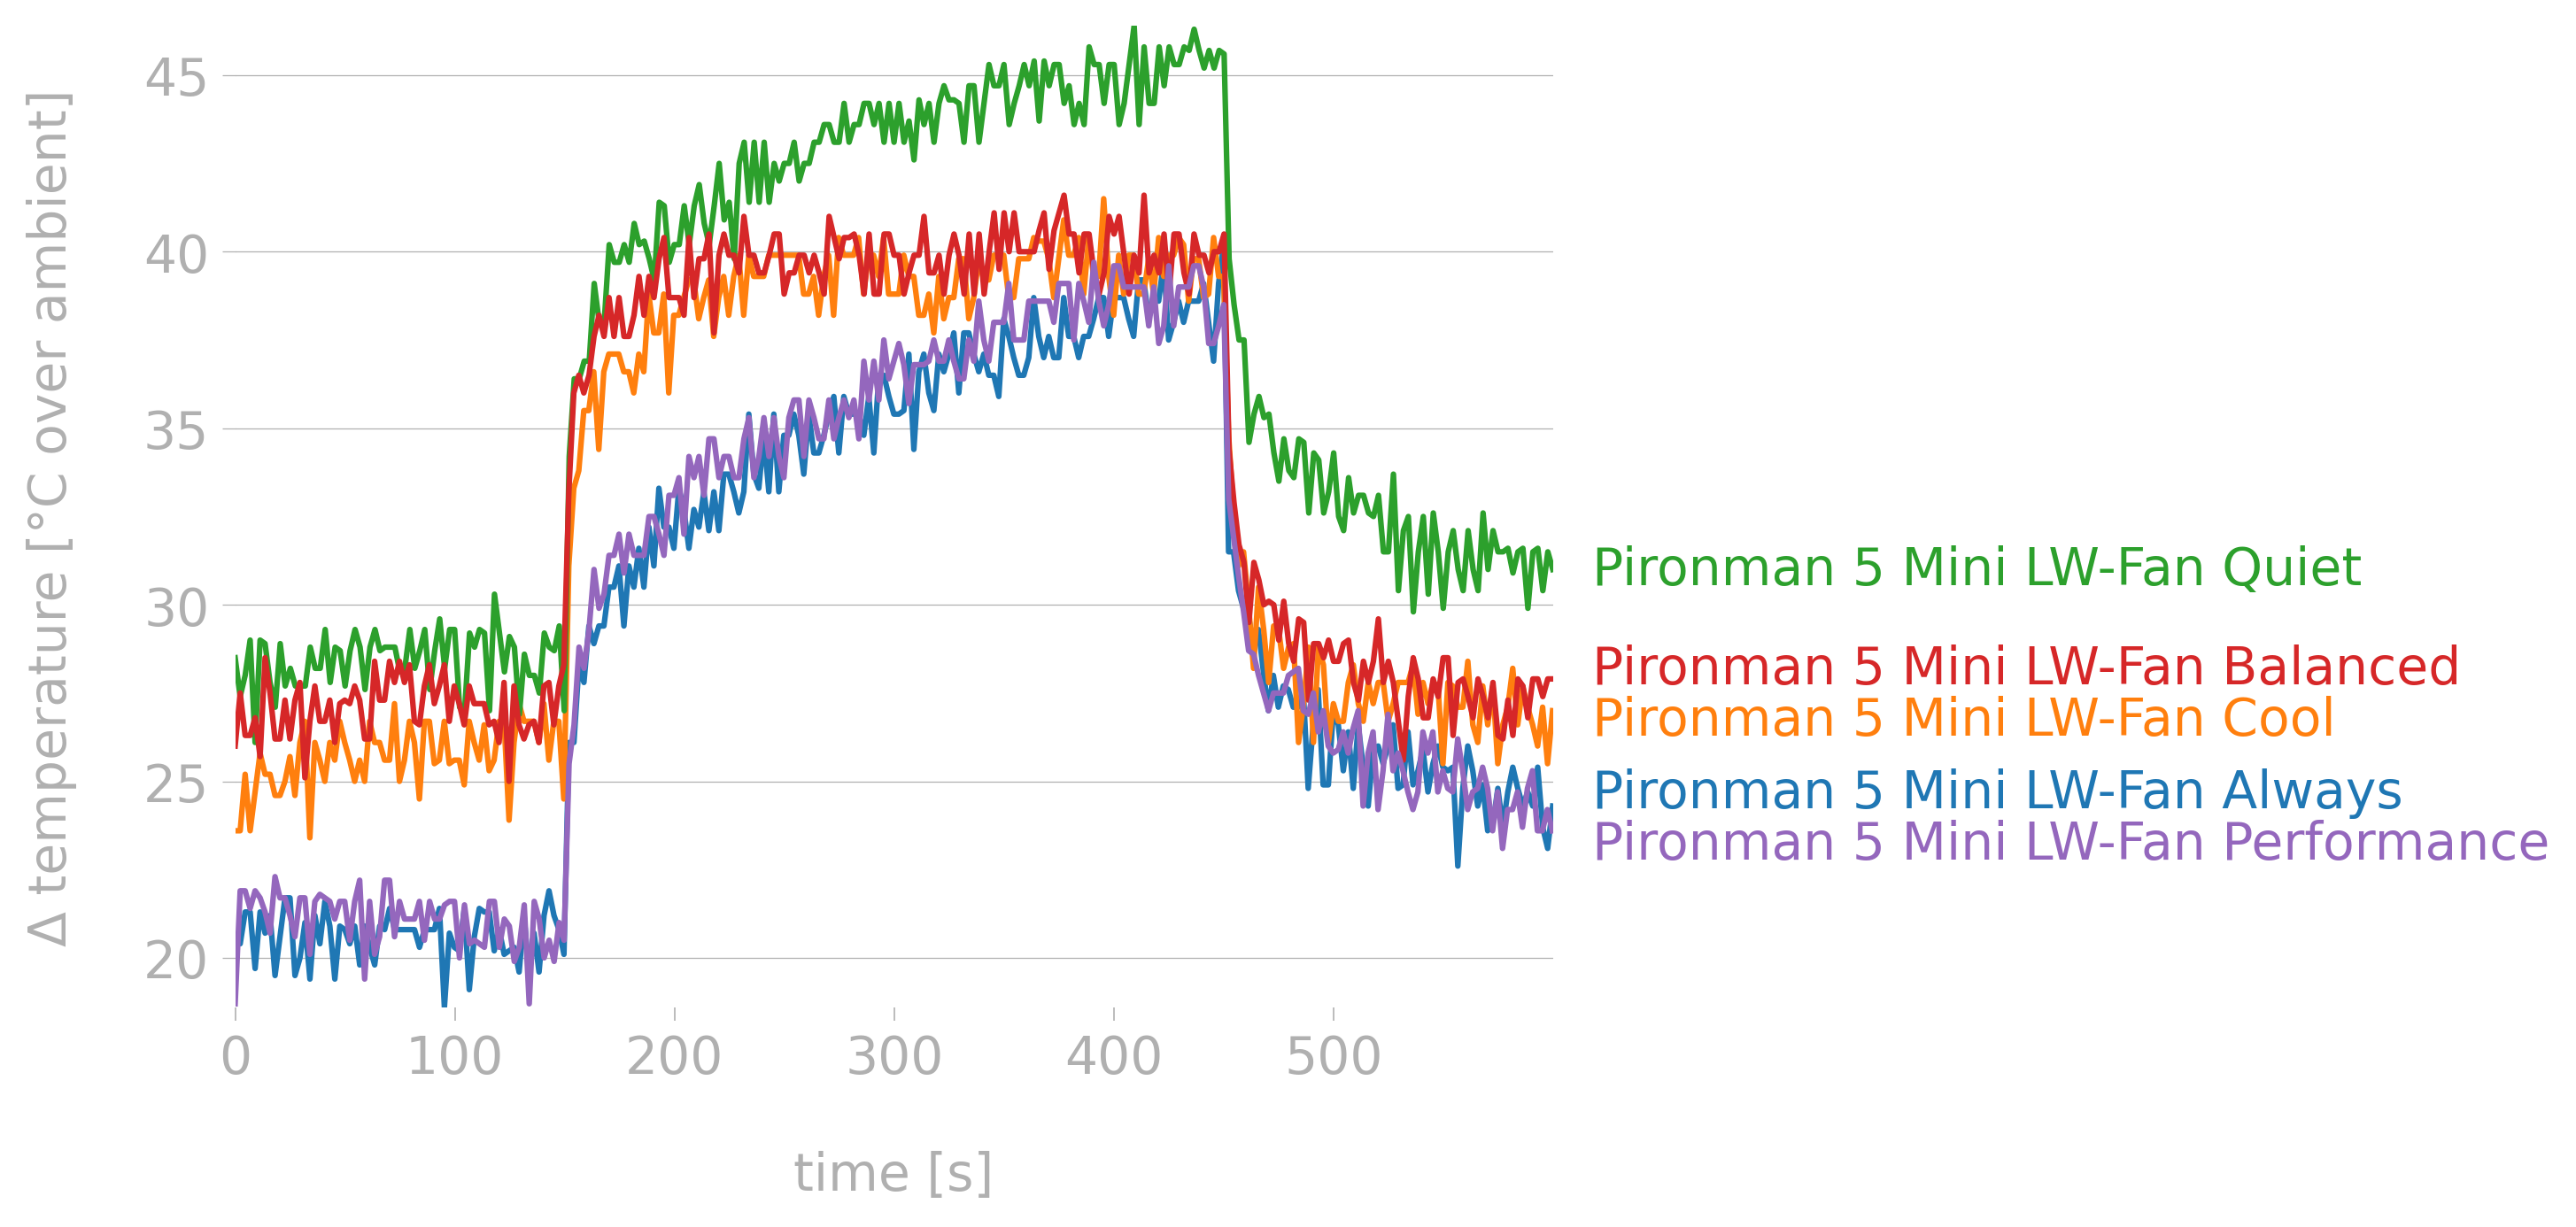 Δ temperature [°C over ambient]
45
40
35
30
25
20
0 100 200 300 400 500
time [s]
Pironman 5 Mini LW-Fan Quiet
Pironman 5 Mini LW-Fan Balanced
Pironman 5 Mini LW-Fan Cool
Pironman 5 Mini LW-Fan Always
Pironman 5 Mini LW-Fan Performance